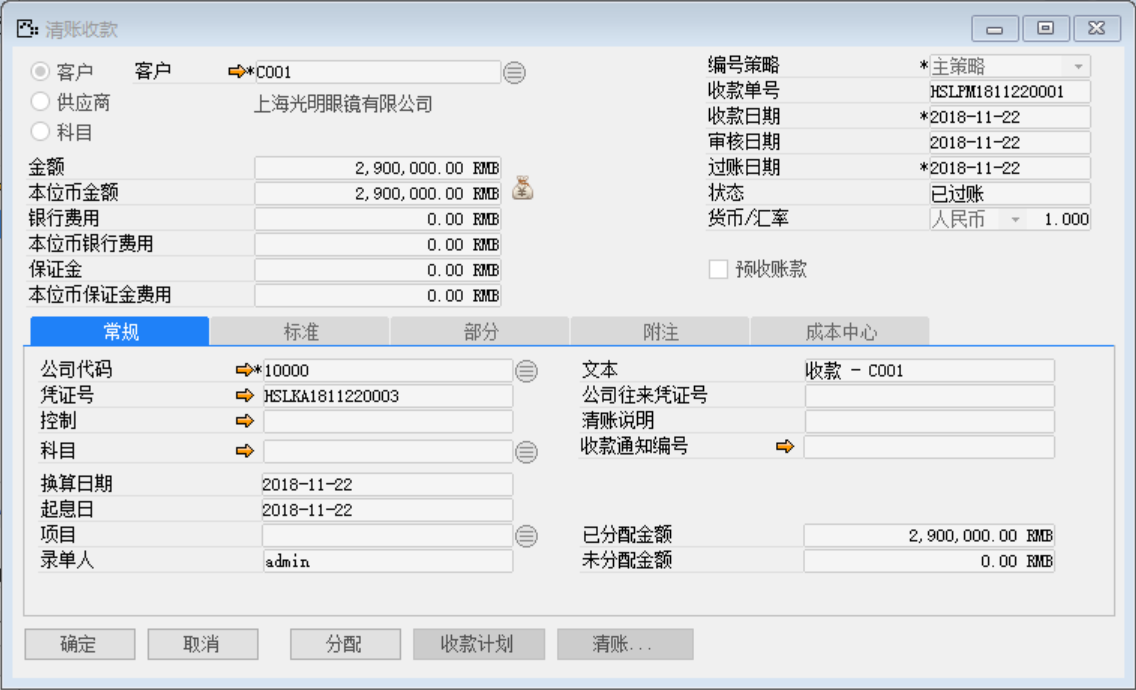 清账收款
客户 客户 *C001
供应商 上海光明眼镜有限公司
科目
编号策略 *主策略
收款单号 HSLPM1811220001
收款日期 *2018-11-22
审核日期 2018-11-22
过账日期 *2018-11-22
状态 已过账
货币/汇率 人民币 1.000
预收账款
金额 2,900,000.00 RMB
本位币金额 2,900,000.00 RMB
银行费用 0.00 RMB
本位币银行费用 0.00 RMB
保证金 0.00 RMB
本位币保证金费用 0.00 RMB
常规 标准 部分 附注 成本中心
公司代码 *10000
凭证号 HSLKA1811220003
控制
科目
换算日期 2018-11-22
起息日 2018-11-22
项目
录单人 admin
文本 收款 - C001
公司往来凭证号
清账说明
收款通知编号
已分配金额 2,900,000.00 RMB
未分配金额 0.00 RMB
确定 取消 分配 收款计划 清账...